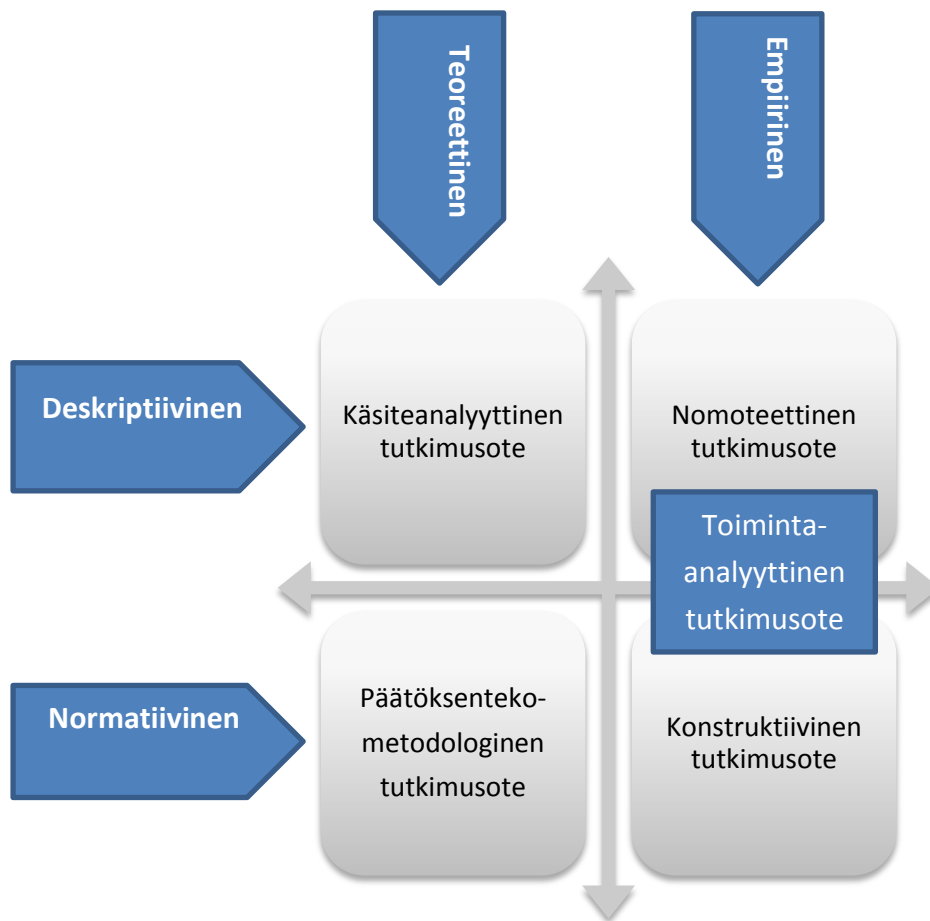 Teoreettinen
Empiirinen
Deskriptiivinen
Käsiteanalyyttinen
tutkimusote
Nomoteettinen
tutkimusote
Toiminta-
analyyttinen
tutkimusote
Normatiivinen
Päätöksenteko-
metodologinen
tutkimusote
Konstruktiivinen
tutkimusote